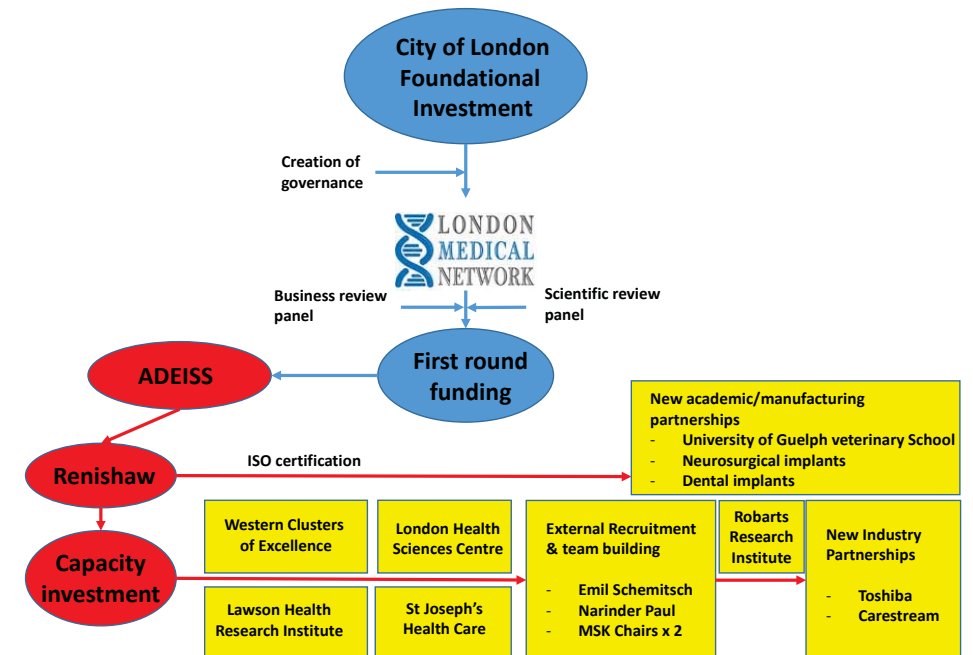 City of London
Foundational
Investment
Creation of
governance
LONDON
MEDICAL
NETWORK
Business review
panel
Scientific review
panel
First round
funding
ADEISS
New academic/manufacturing
partnerships
- University of Guelph veterinary School
- Neurosurgical implants
- Dental implants
Renishaw
ISO certification
Western Clusters
of Excellence
London Health
Sciences Centre
External Recruitment
& team building
- Emil Schemitsch
- Narinder Paul
- MSK Chairs x 2
Robarts
Research
Institute
New Industry
Partnerships
- Toshiba
- Carestream
Capacity
investment
Lawson Health
Research Institute
St Joseph's
Health Care